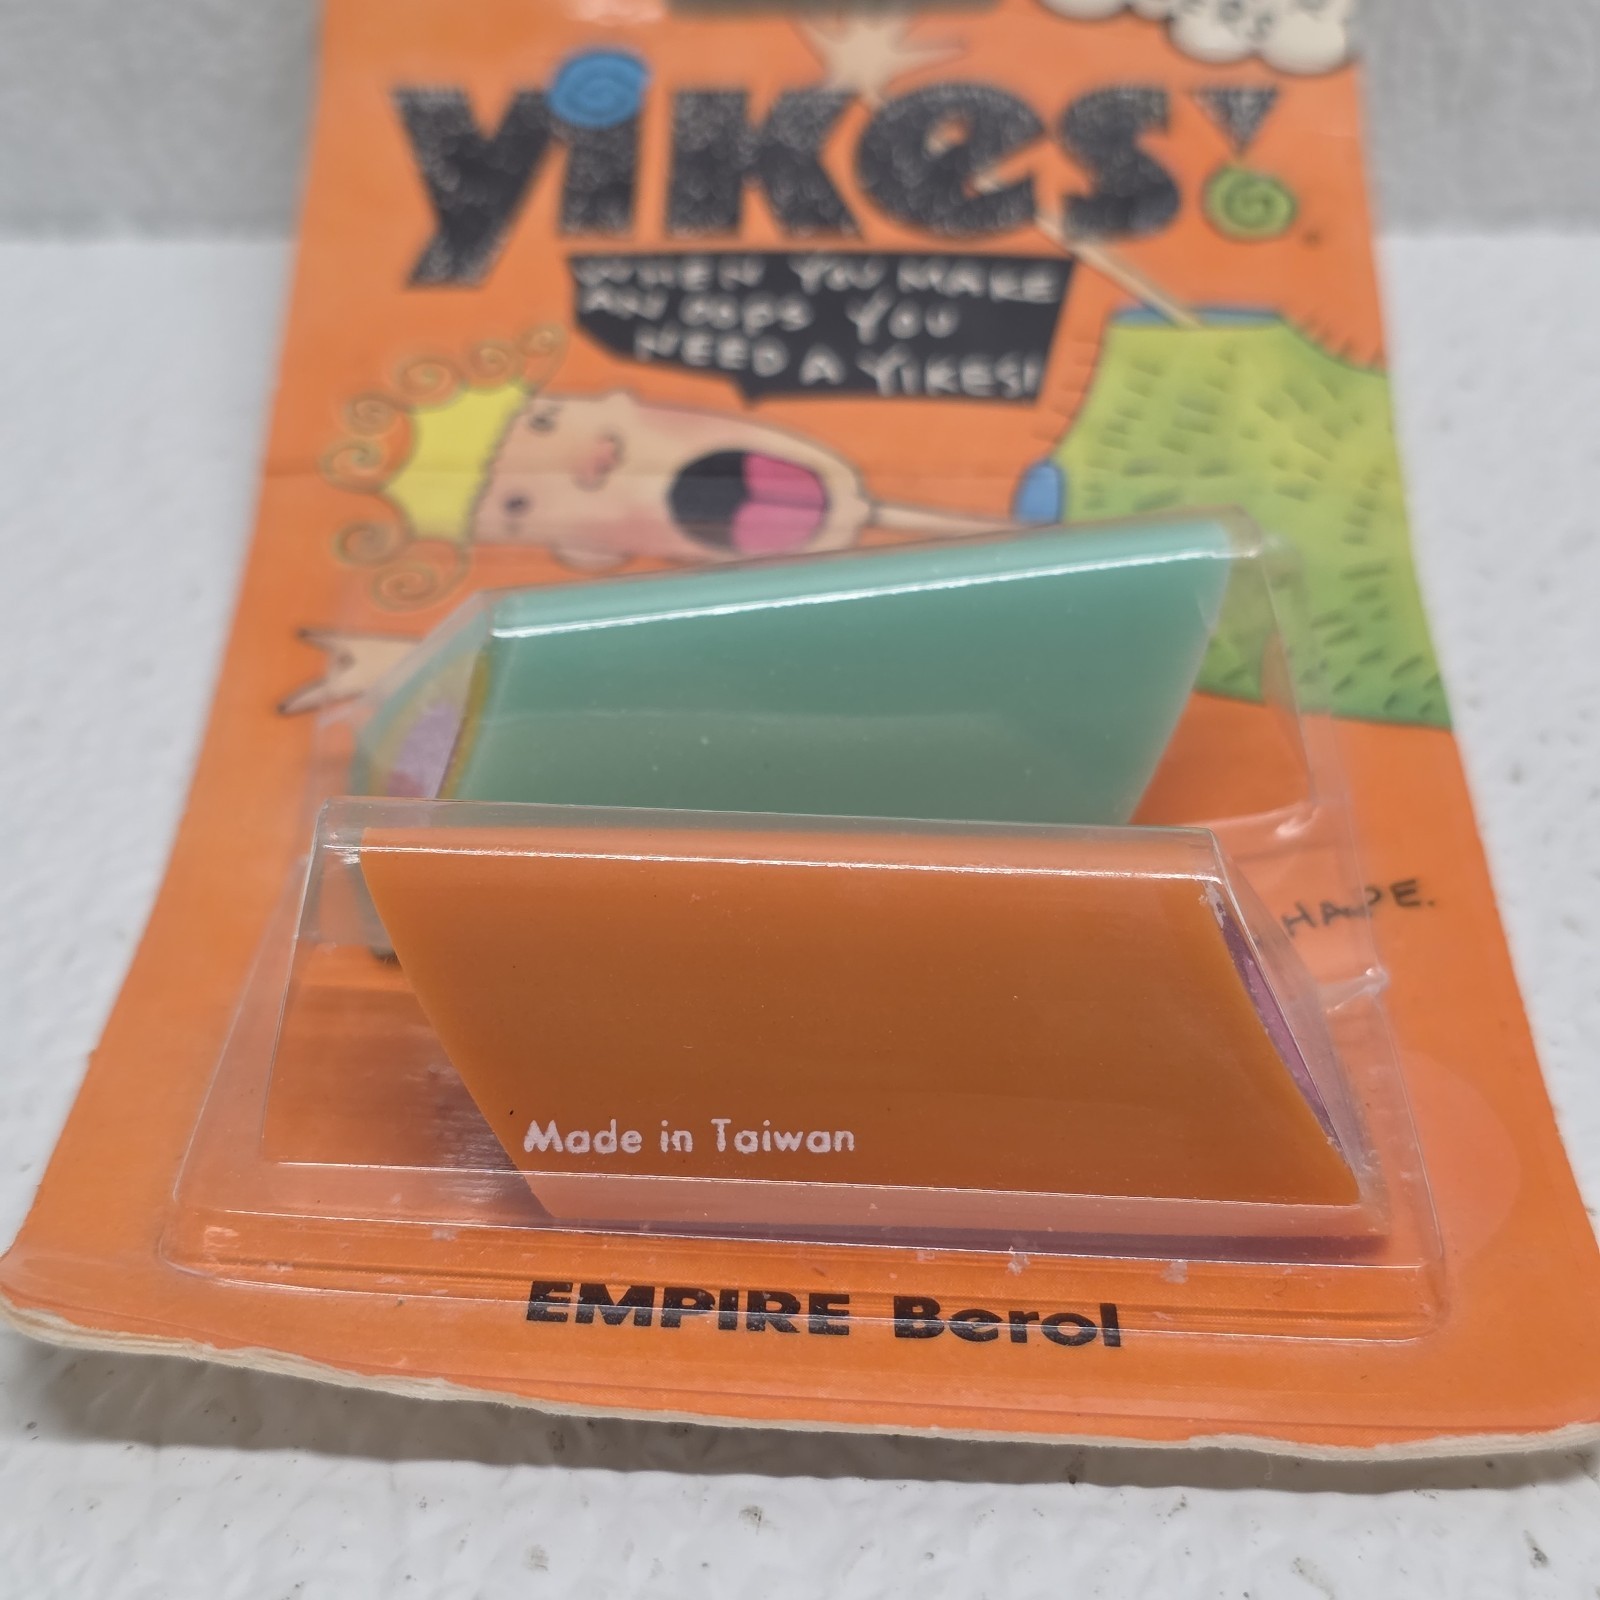 yikes!
WHEN YOU MAKE
AN OOPS YOU
NEED A YIKES!
HAPE.
Made in Taiwan
EMPIRE Berol